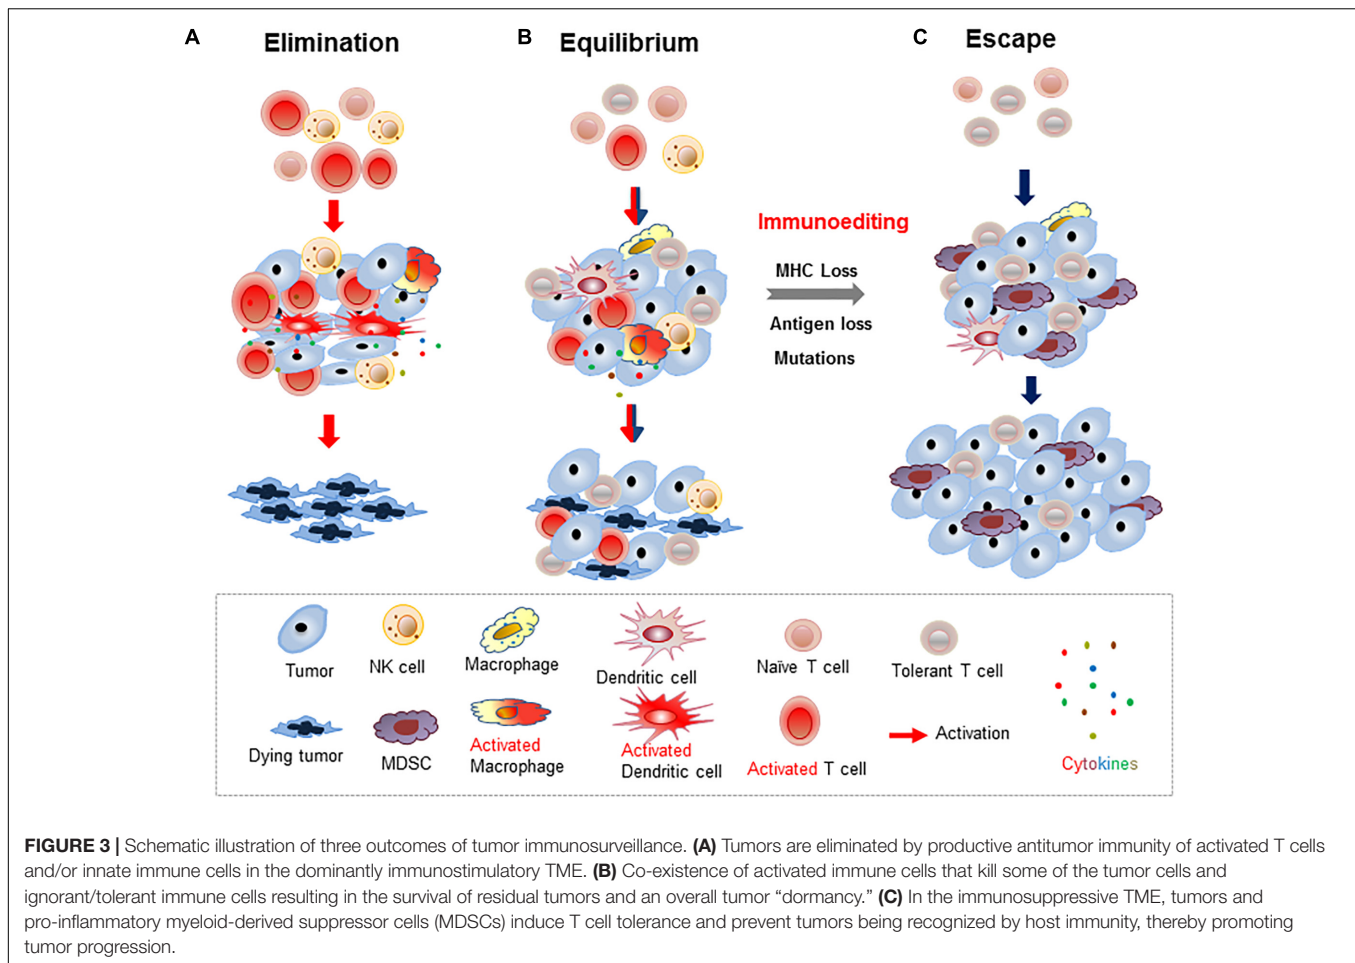 A Elimination
B Equilibrium
C Escape
Immunoediting
MHC Loss
Antigen loss
Mutations
Tumor
NK cell
Macrophage
Dendritic cell
Naïve T cell
Tolerant T cell
Dying tumor
MDSC
Activated
Macrophage
Activated
Dendritic cell
Activated T cell
Activation
Cytokines
FIGURE 3 | Schematic illustration of three outcomes of tumor immunosurveillance. (A) Tumors are eliminated by productive antitumor immunity of activated T cells
and/or innate immune cells in the dominantly immunostimulatory TME. (B) Co-existence of activated immune cells that kill some of the tumor cells and
ignorant/tolerant immune cells resulting in the survival of residual tumors and an overall tumor “dormancy.” (C) In the immunosuppressive TME, tumors and
pro-inflammatory myeloid-derived suppressor cells (MDSCs) induce T cell tolerance and prevent tumors being recognized by host immunity, thereby promoting
tumor progression.